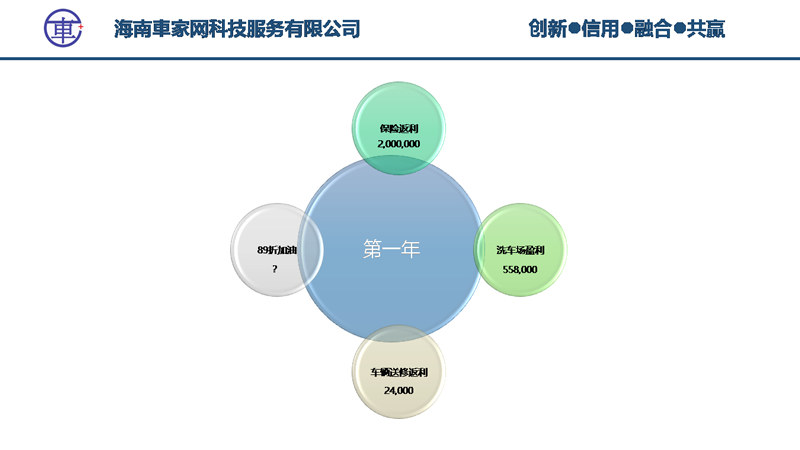 車
海南車家网科技服务有限公司
创新●信用●融合●共赢
保险返利
2,000,000
89折加油
?
第一年
洗车场盈利
558,000
车辆送修返利
24,000